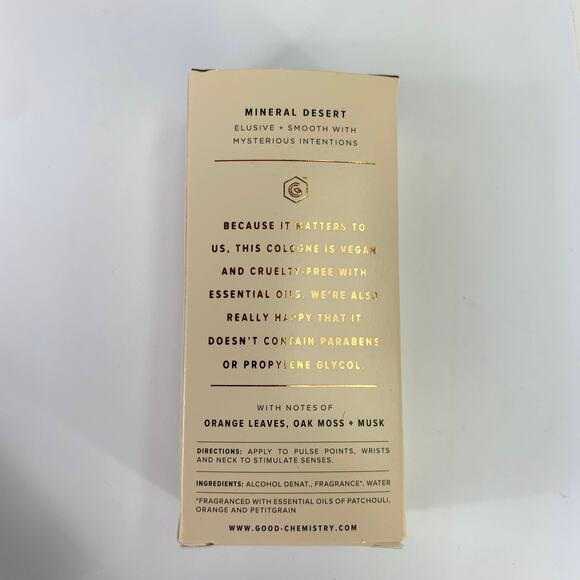 MINERAL DESERT
ELUSIVE + SMOOTH WITH
MYSTERIOUS INTENTIONS
G™
BECAUSE IT MATTERS TO
US, THIS COLOGNE IS VEGAN
AND CRUELTY-FREE WITH
ESSENTIAL OILS. WE'RE ALSO
REALLY HAPPY THAT IT
DOESN'T CONTAIN PARABENS
OR PROPYLENE GLYCOL.
WITH NOTES OF
ORANGE LEAVES, OAK MOSS + MUSK
DIRECTIONS: APPLY TO PULSE POINTS, WRISTS
AND NECK TO STIMULATE SENSES.
INGREDIENTS: ALCOHOL DENAT., FRAGRANCE*, WATER
*FRAGRANCED WITH ESSENTIAL OILS OF PATCHOULI,
ORANGE AND PETITGRAIN
WWW.GOOD-CHEMISTRY.COM